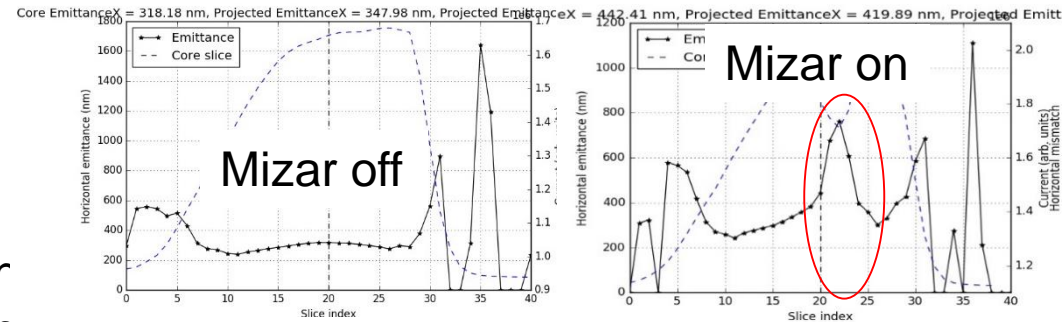 Core EmittanceX = 318.18 nm, Projected EmittanceX = 347.98 nm, Projected EmittanceX = 442.41 nm, Projected EmittanceX = 419.89 nm, Projected Emitt
Emittance
Core slice
Mizar off
Horizontal emittance (nm)
1800
1600
1400
1200
1000
800
600
400
200
0
0 5 10 15 20 25 30 35 40
Slice index
1.7
1.6
1.5
1.4
1.3
1.2
1.1
1.0
0.9
Mizar on
Horizontal emittance (nm)
1200
1000
800
600
400
200
0
0 5 10 15 20 25 30 35 40
Slice index
2.0
1.8
1.6
1.4
1.2
Current (arb. units)
Horizontal mismatch